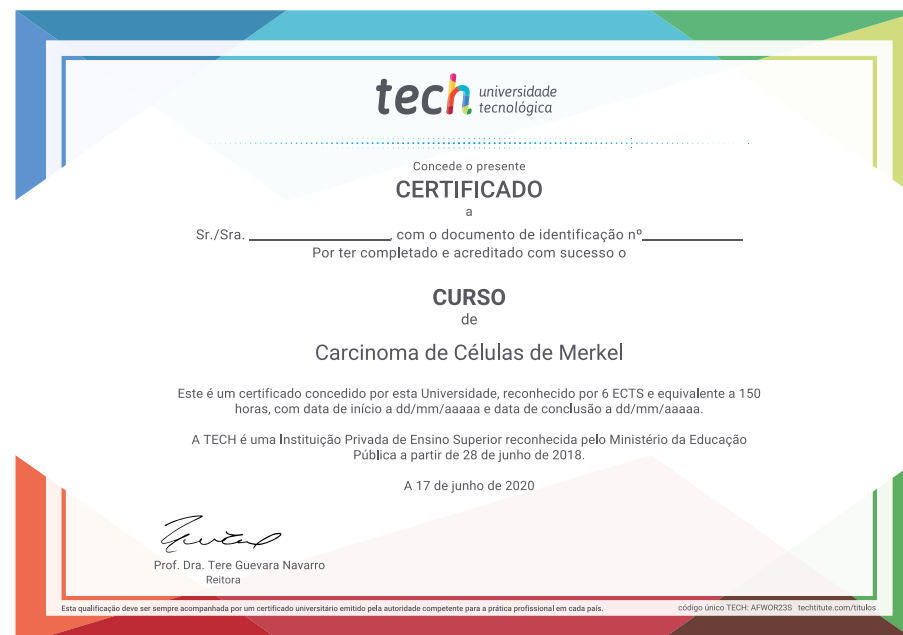 tech universidade
tecnológica
Concede o presente
CERTIFICADO
a
Sr./Sra. , com o documento de identificação nº
Por ter completado e acreditado com sucesso o
CURSO
de
Carcinoma de Células de Merkel
Este é um certificado concedido por esta Universidade, reconhecido por 6 ECTS e equivalente a 150
horas, com data de início a dd/mm/aaaaa e data de conclusão a dd/mm/aaaaa.
A TECH é uma Instituição Privada de Ensino Superior reconhecida pelo Ministério da Educação
Pública a partir de 28 de junho de 2018.
A 17 de junho de 2020
Prof. Dra. Tere Guevara Navarro
Reitora
Esta qualificação deve ser sempre acompanhada por um certificado universitário emitido pela autoridade competente para a prática profissional em cada país.
código único TECH: AFWOR23S techtitute.com/titulos